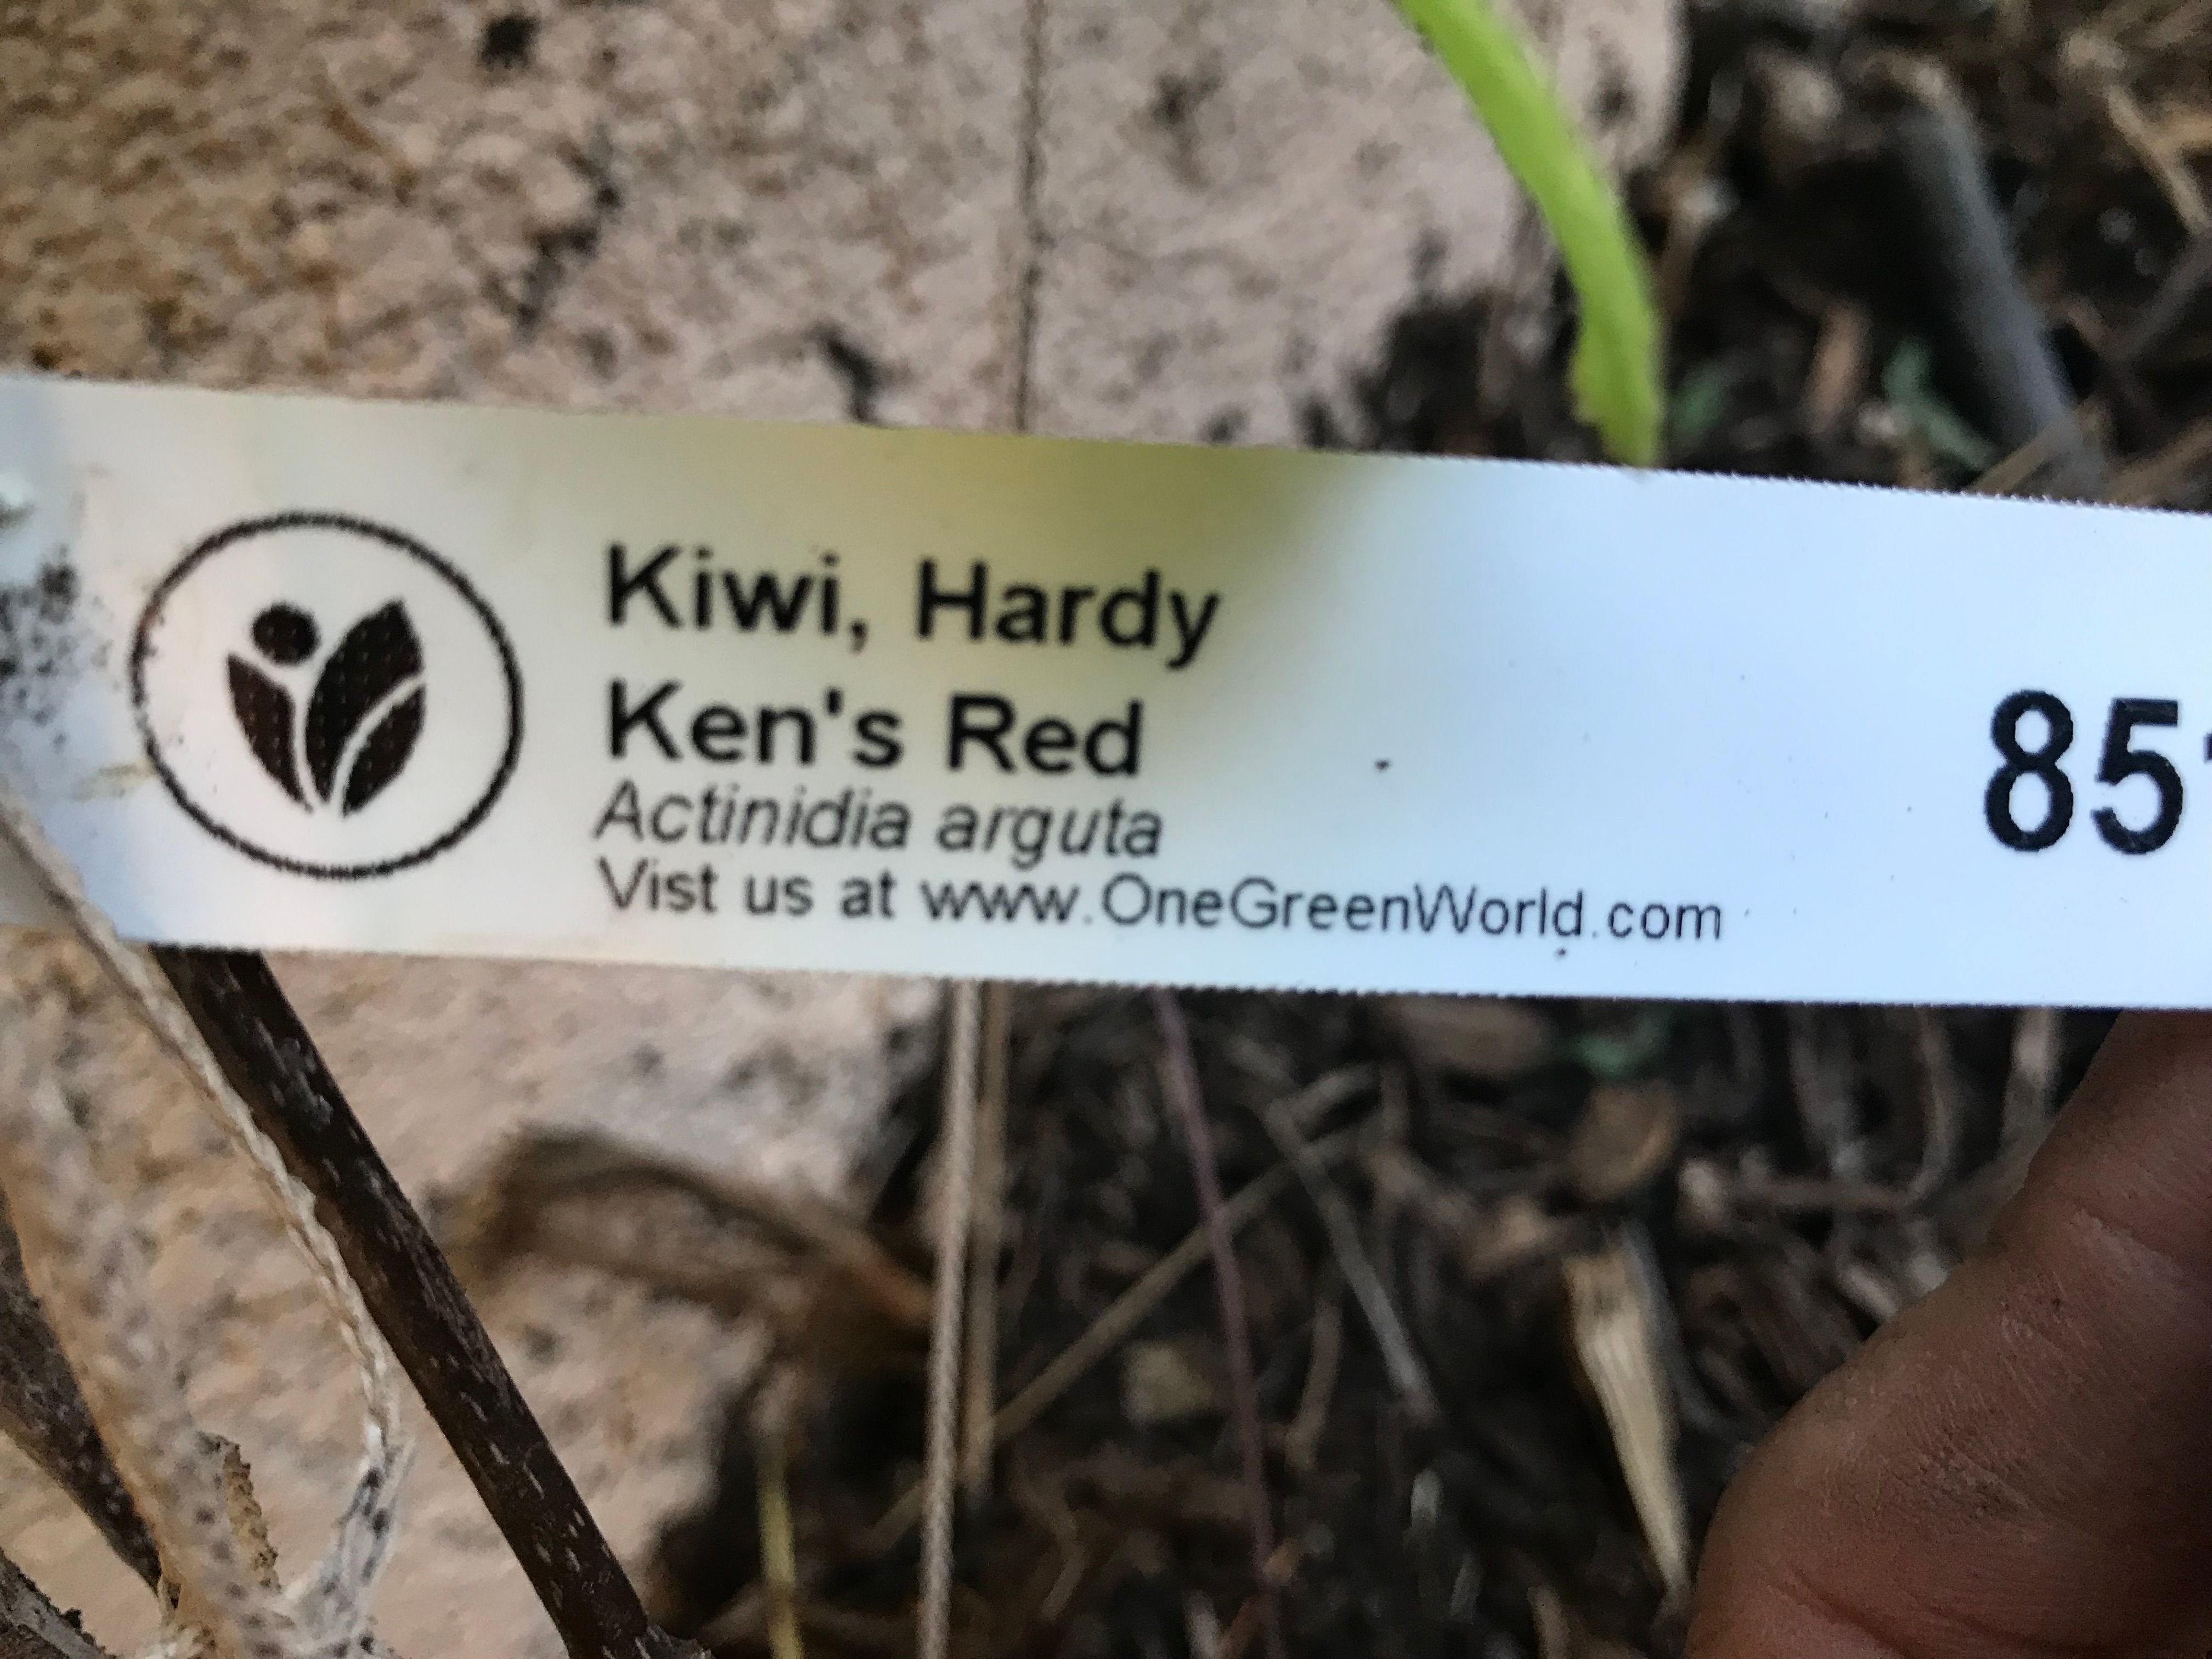 Kiwi, Hardy
Ken's Red
Actinidia arguta
Vist us at www.OneGreenWorld.com
85